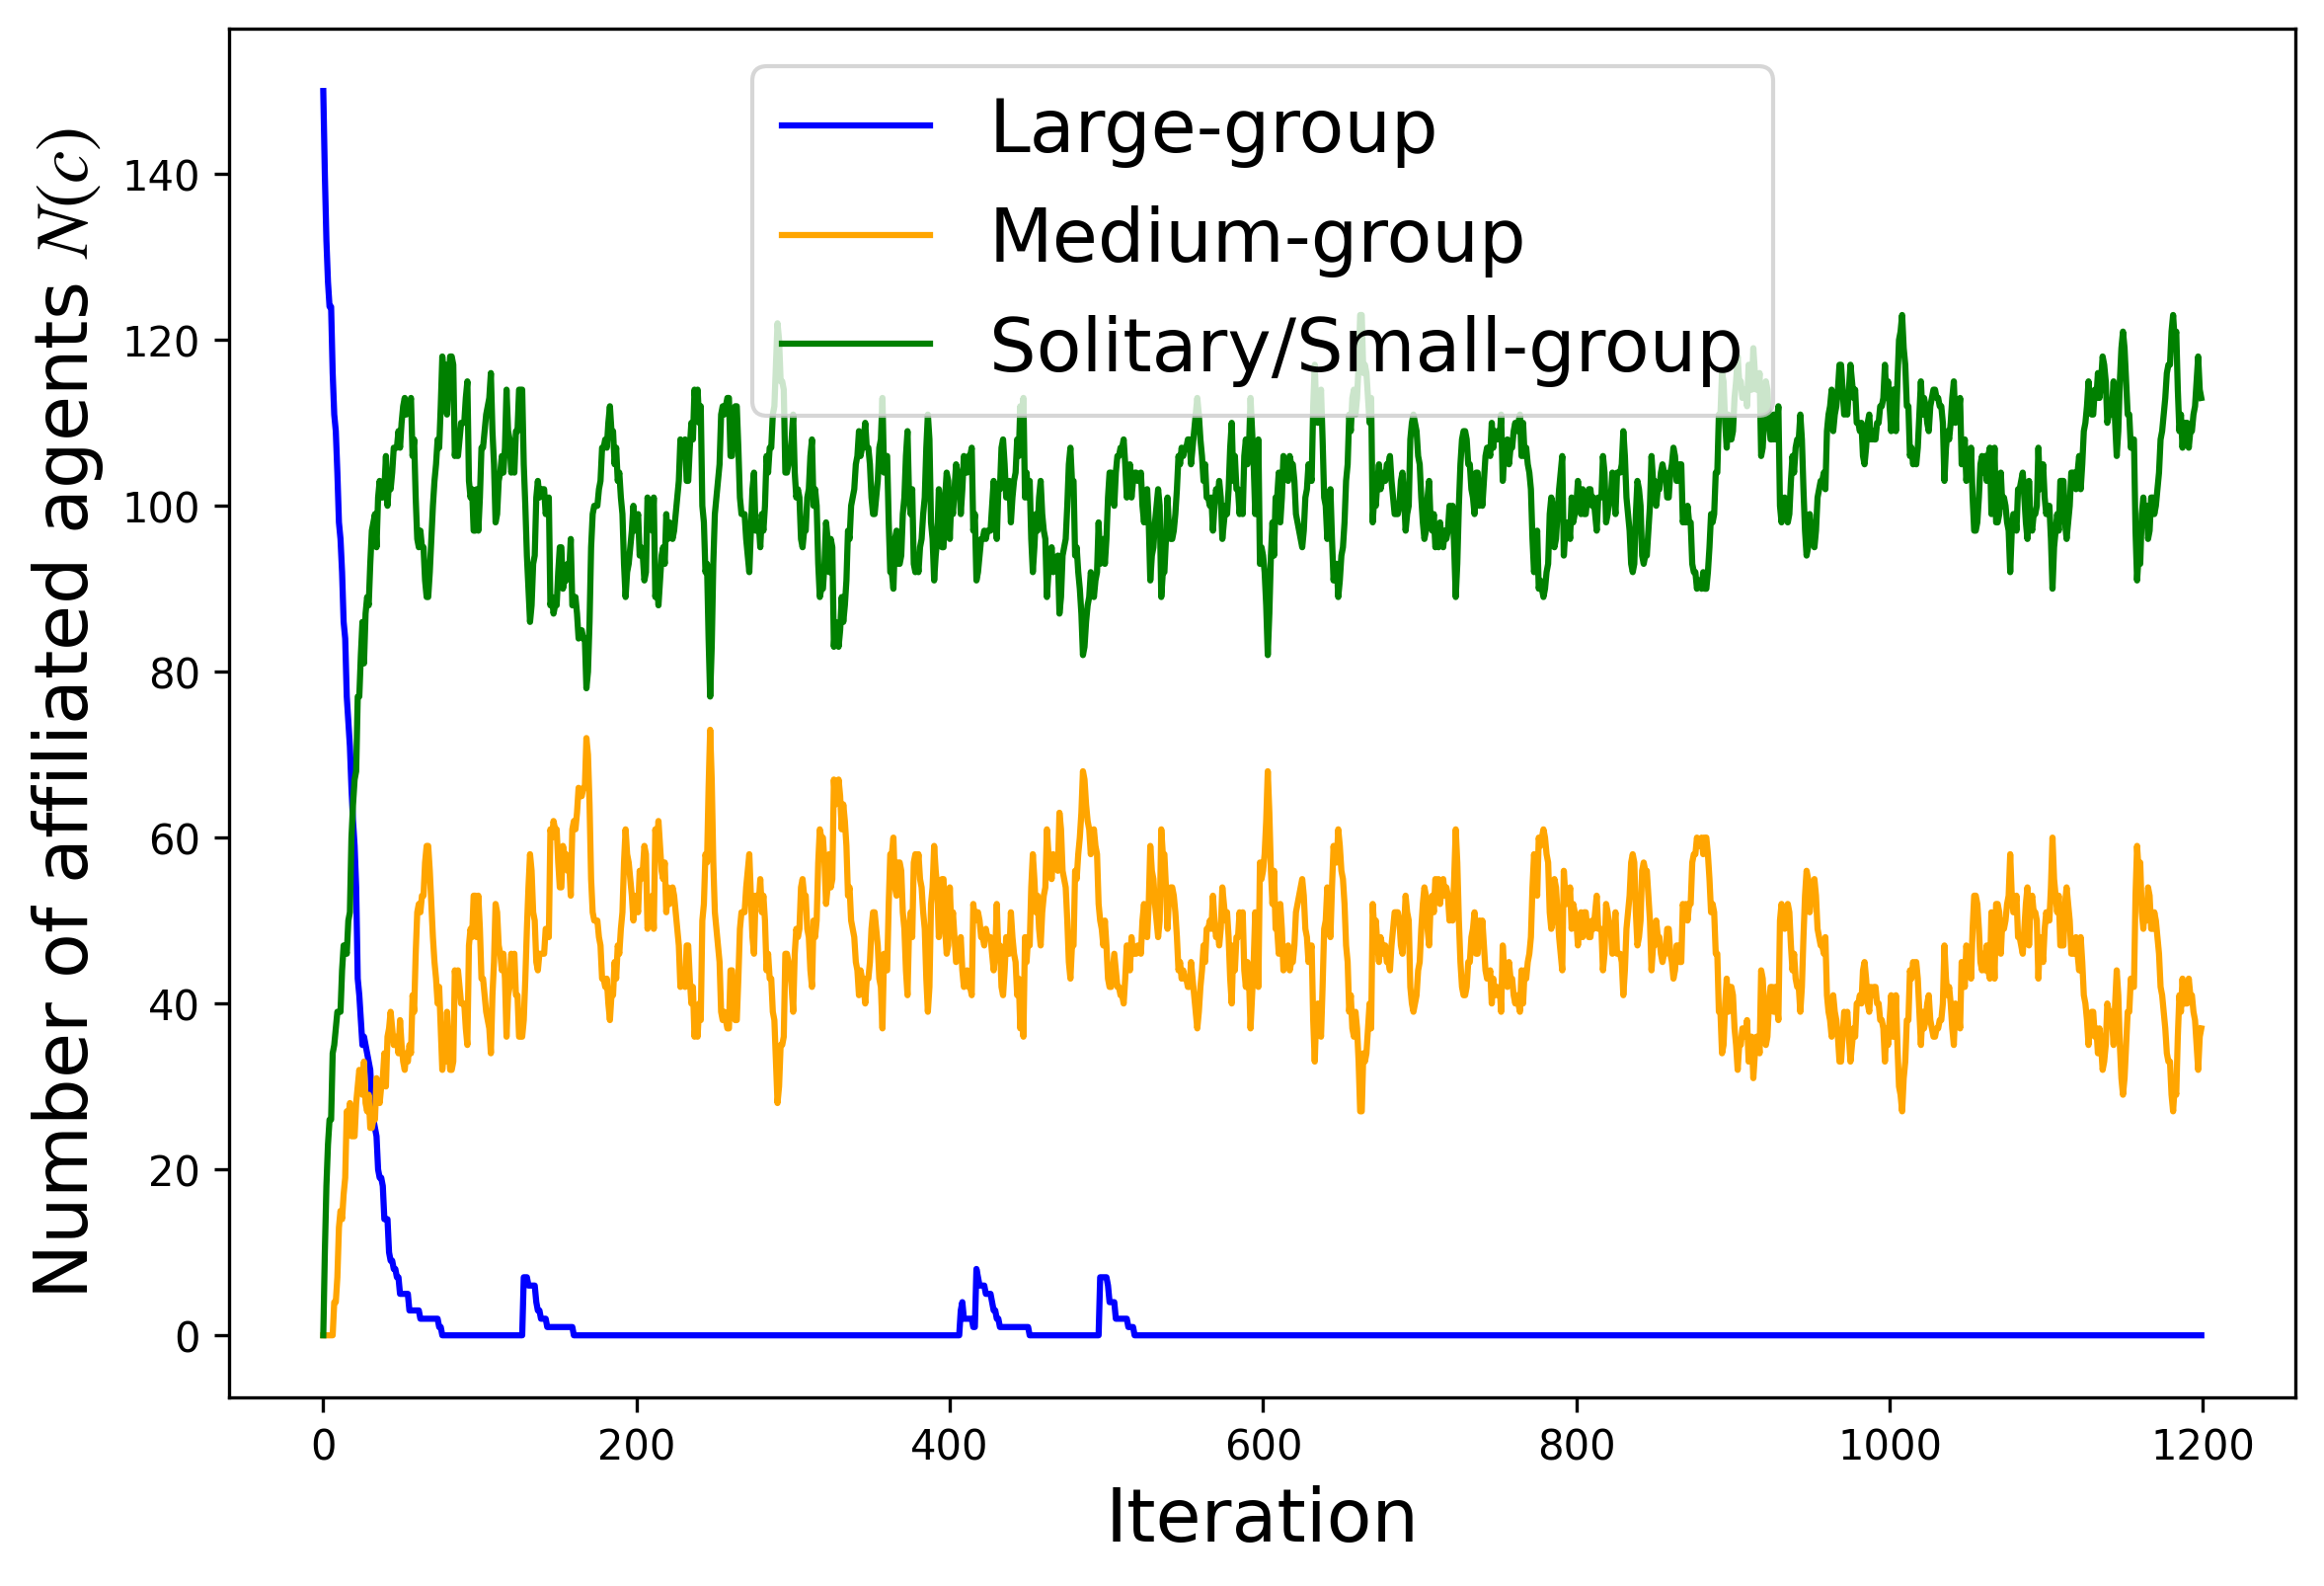 Number of affiliated agents N(c)
140
120
100
80
60
40
20
0
Large-group
Medium-group
Solitary/Small-group
0 200 400 600 800 1000 1200
Iteration